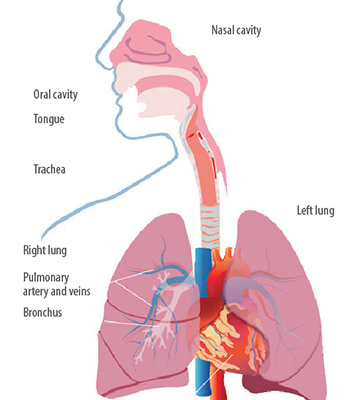 Nasal cavity
Oral cavity
Tongue
Trachea
Left lung
Right lung
Pulmonary
artery and veins
Bronchus